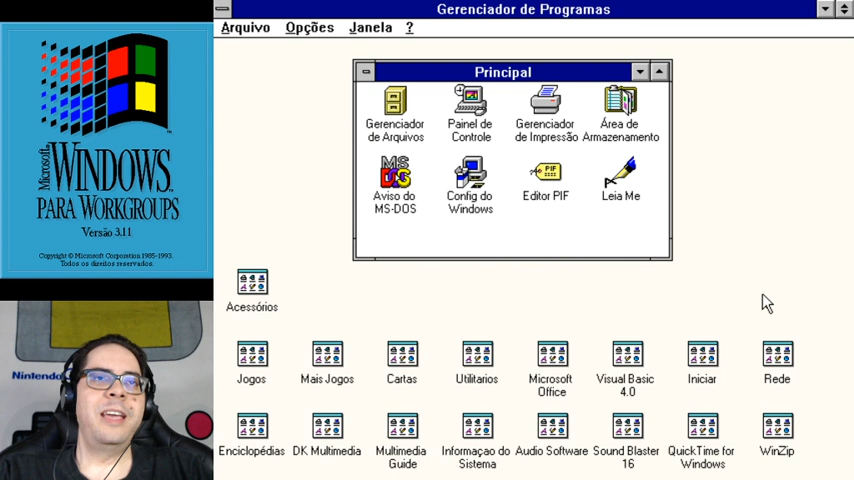 Microsoft®
WINDOWS™
PARA WORKGROUPS
Versão 3.11
Copyright © Microsoft Corporation 1985-1993.
Todos os direitos reservados.
Nintendo
Gerenciador de Programas
Arquivo Opções Janela ?
Principal
Gerenciador de Arquivos
Painel de Controle
Gerenciador de Impressão
Área de Armazenamento
Aviso do MS-DOS
MS
DOS
Config do Windows
PIF
Editor PIF
Leia Me
Acessórios
Jogos
Mais Jogos
Cartas
Utilitarios
Microsoft Office
Visual Basic 4.0
Iniciar
Rede
Enciclopédias
DK Multimedia
Multimedia Guide
Informaçao do Sistema
Audio Software
Sound Blaster 16
QuickTime for Windows
WinZip